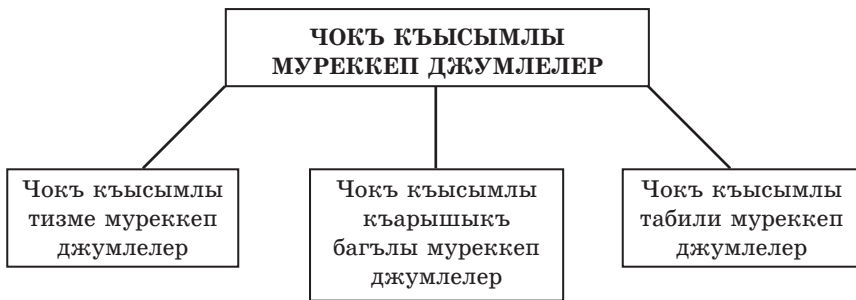 ЧОКЪ КЪЫСЫМЛЫ
МУРЕККЕП ДЖУМЛЕЛЕР
Чокъ къысымлы
тизме муреккеп
джумлелер
Чокъ къысымлы
къарышыкъ
багълы муреккеп
джумлелер
Чокъ къысымлы
табили муреккеп
джумлелер